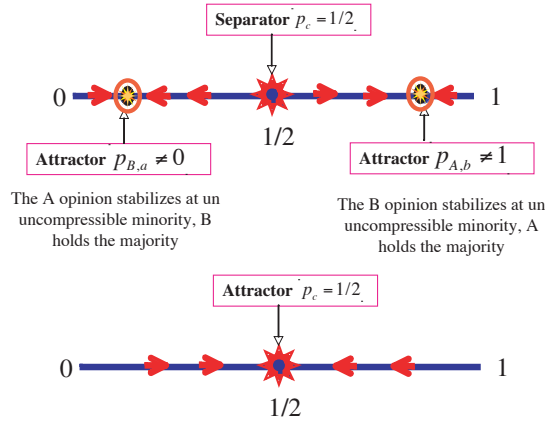 Separator p_c = 1/2
0
1
1/2
Attractor p_{B,a} ≠ 0
Attractor p_{A,b} ≠ 1
The A opinion stabilizes at un
uncompressible minority, B
holds the majority
The B opinion stabilizes at un
uncompressible minority, A
holds the majority
Attractor p_c = 1/2
0
1
1/2